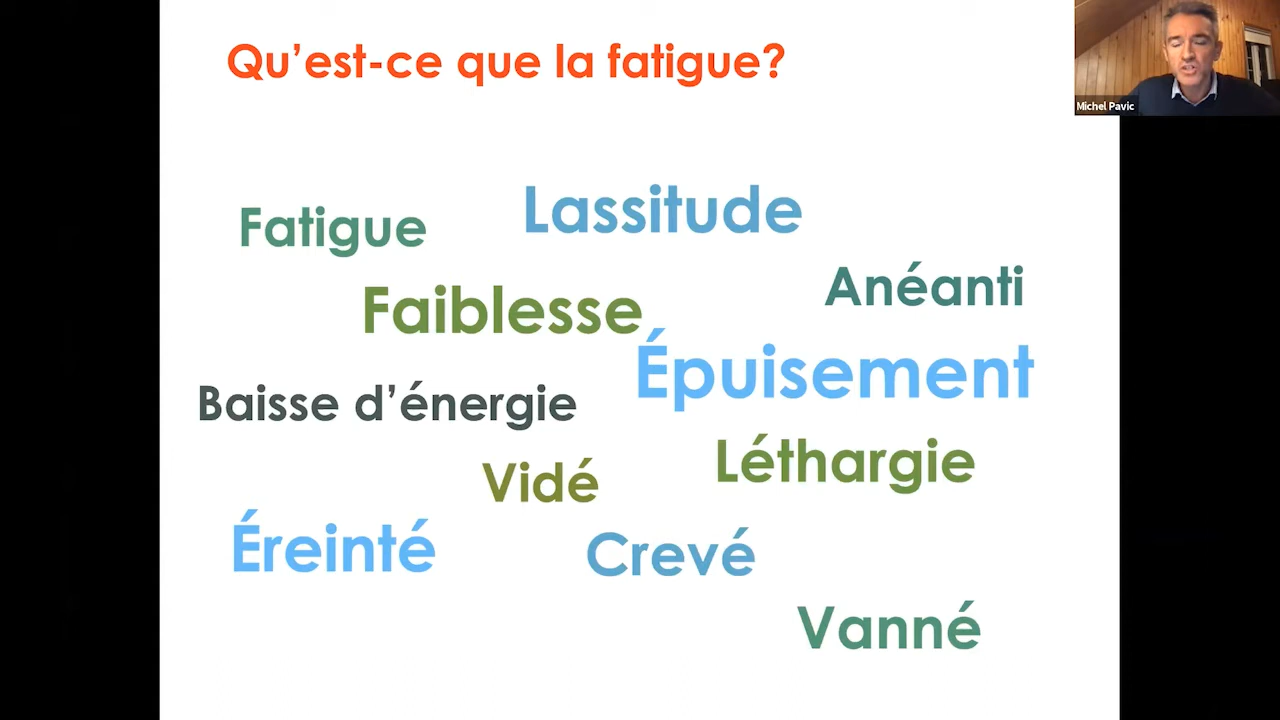 Qu’est-ce que la fatigue?
Michel Pavic
Lassitude
Fatigue
Anéanti
Faiblesse
Épuisement
Baisse d’énergie
Léthargie
Vidé
Éreinté
Crevé
Vanné